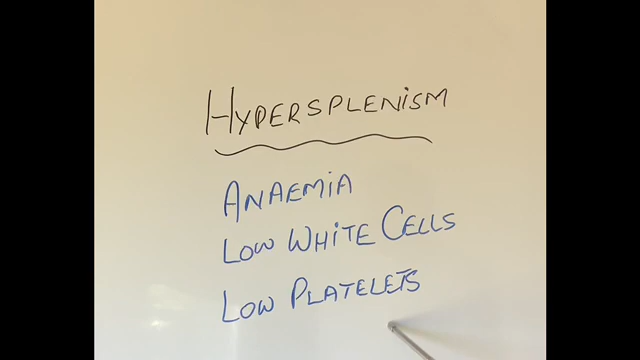 HYPERSPLENiSM
ANAEMiA
LOW WHiTE CELLS
LOW PLATELETS